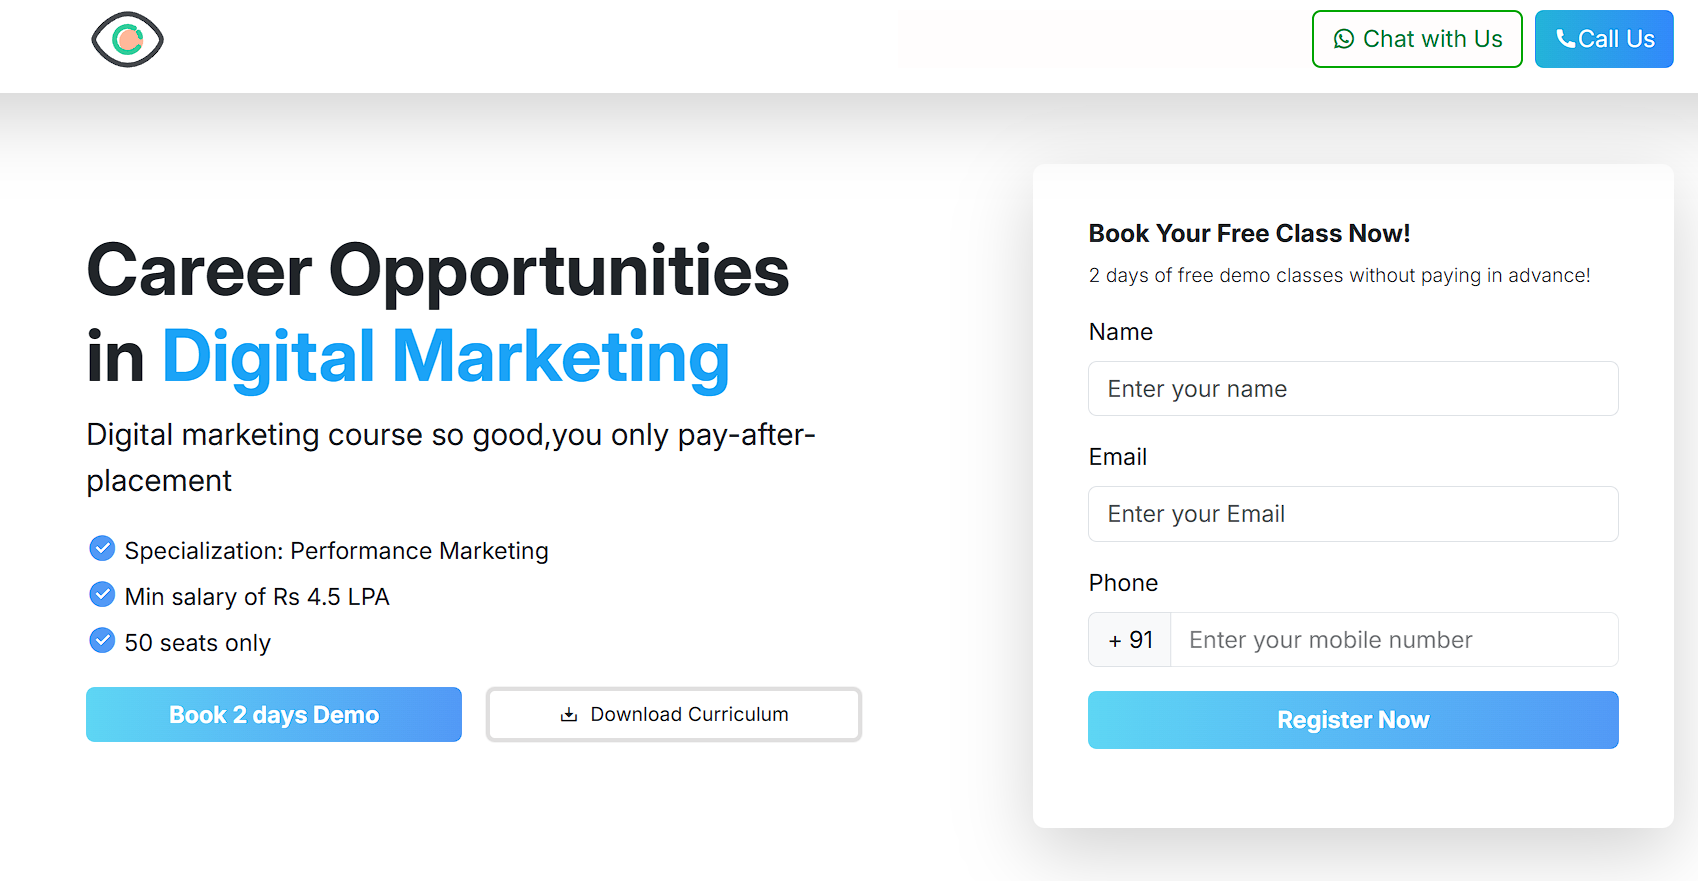 Chat with Us
Call Us
Career Opportunities
in Digital Marketing
Digital marketing course so good,you only pay-after-
placement
Specialization: Performance Marketing
Min salary of Rs 4.5 LPA
50 seats only
Book 2 days Demo
Download Curriculum
Book Your Free Class Now!
2 days of free demo classes without paying in advance!
Name
Enter your name
Email
Enter your Email
Phone
+ 91
Enter your mobile number
Register Now